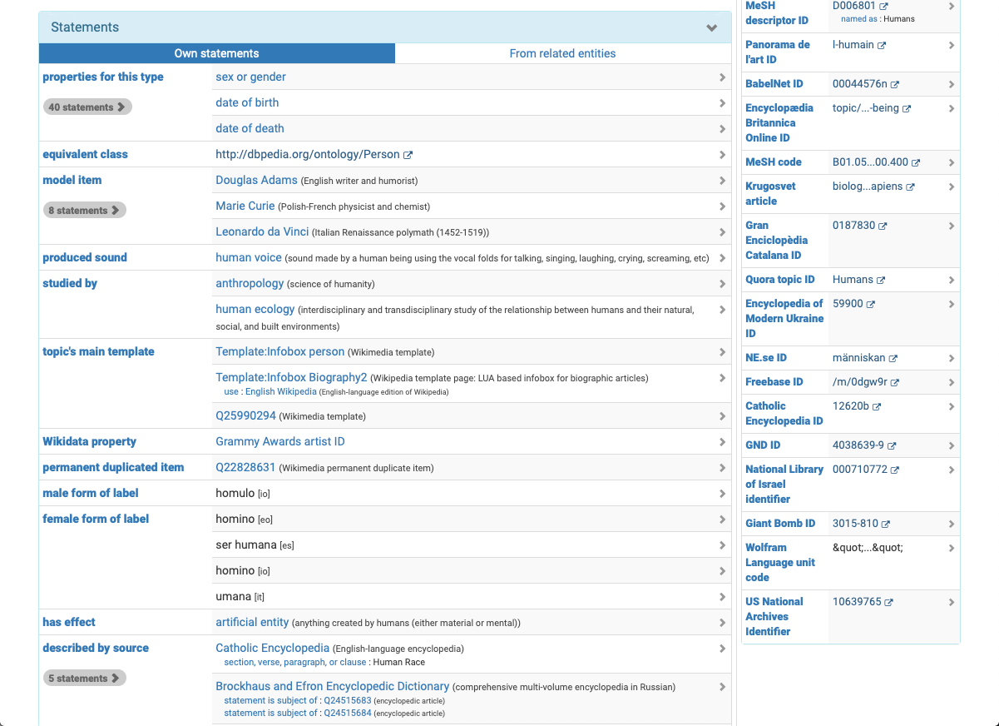 Statements
Own statements
From related entities
properties for this type
40 statements
sex or gender
date of birth
date of death
equivalent class
http://dbpedia.org/ontology/Person
model item
8 statements
Douglas Adams (English writer and humorist)
Marie Curie (Polish-French physicist and chemist)
Leonardo da Vinci (Italian Renaissance polymath (1452-1519))
produced sound
human voice (sound made by a human being using the vocal folds for talking, singing, laughing, crying, screaming, etc)
studied by
anthropology (science of humanity)
human ecology (interdisciplinary and transdisciplinary study of the relationship between humans and their natural,
social, and built environments)
topic's main template
Template:Infobox person (Wikimedia template)
Template:Infobox Biography2 (Wikipedia template page: LUA based infobox for biographic articles)
use : English Wikipedia (English-language edition of Wikipedia)
Q25990294 (Wikimedia template)
Wikidata property
Grammy Awards artist ID
permanent duplicated item
Q22828631 (Wikimedia permanent duplicate item)
male form of label
homulo [io]
female form of label
homino [eo]
ser humana [es]
homino [io]
umana [it]
has effect
artificial entity (anything created by humans (either material or mental))
described by source
5 statements
Catholic Encyclopedia (English-language encyclopedia)
section, verse, paragraph, or clause : Human Race
Brockhaus and Efron Encyclopedic Dictionary (comprehensive multi-volume encyclopedia in Russian)
statement is subject of : Q24515683 (encyclopedic article)
statement is subject of : Q24515684 (encyclopedic article)
MeSH
descriptor ID
D006801
named as : Humans
Panorama de
l'art ID
l-humain
BabelNet ID
00044576n
Encyclopædia
Britannica
Online ID
topic/...-being
MeSH code
B01.05...00.400
Krugosvet
article
biolog...apiens
Gran
Enciclopèdia
Catalana ID
0187830
Quora topic ID
Humans
Encyclopedia of
Modern Ukraine
ID
59900
NE.se ID
människan
Freebase ID
/m/0dgw9r
Catholic
Encyclopedia ID
12620b
GND ID
4038639-9
National Library
of Israel
identifier
000710772
Giant Bomb ID
3015-810
Wolfram
Language unit
code
&quot;...&quot;
US National
Archives
Identifier
10639765